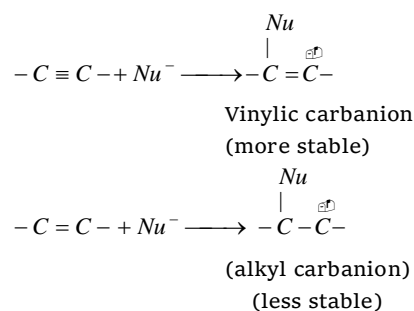 Nu
|
– C ≡ C – + Nu⁻ ⟶ – C = C –
Vinylic carbanion
(more stable)
Nu
|
– C = C – + Nu⁻ ⟶ – C – C –
(alkyl carbanion)
(less stable)